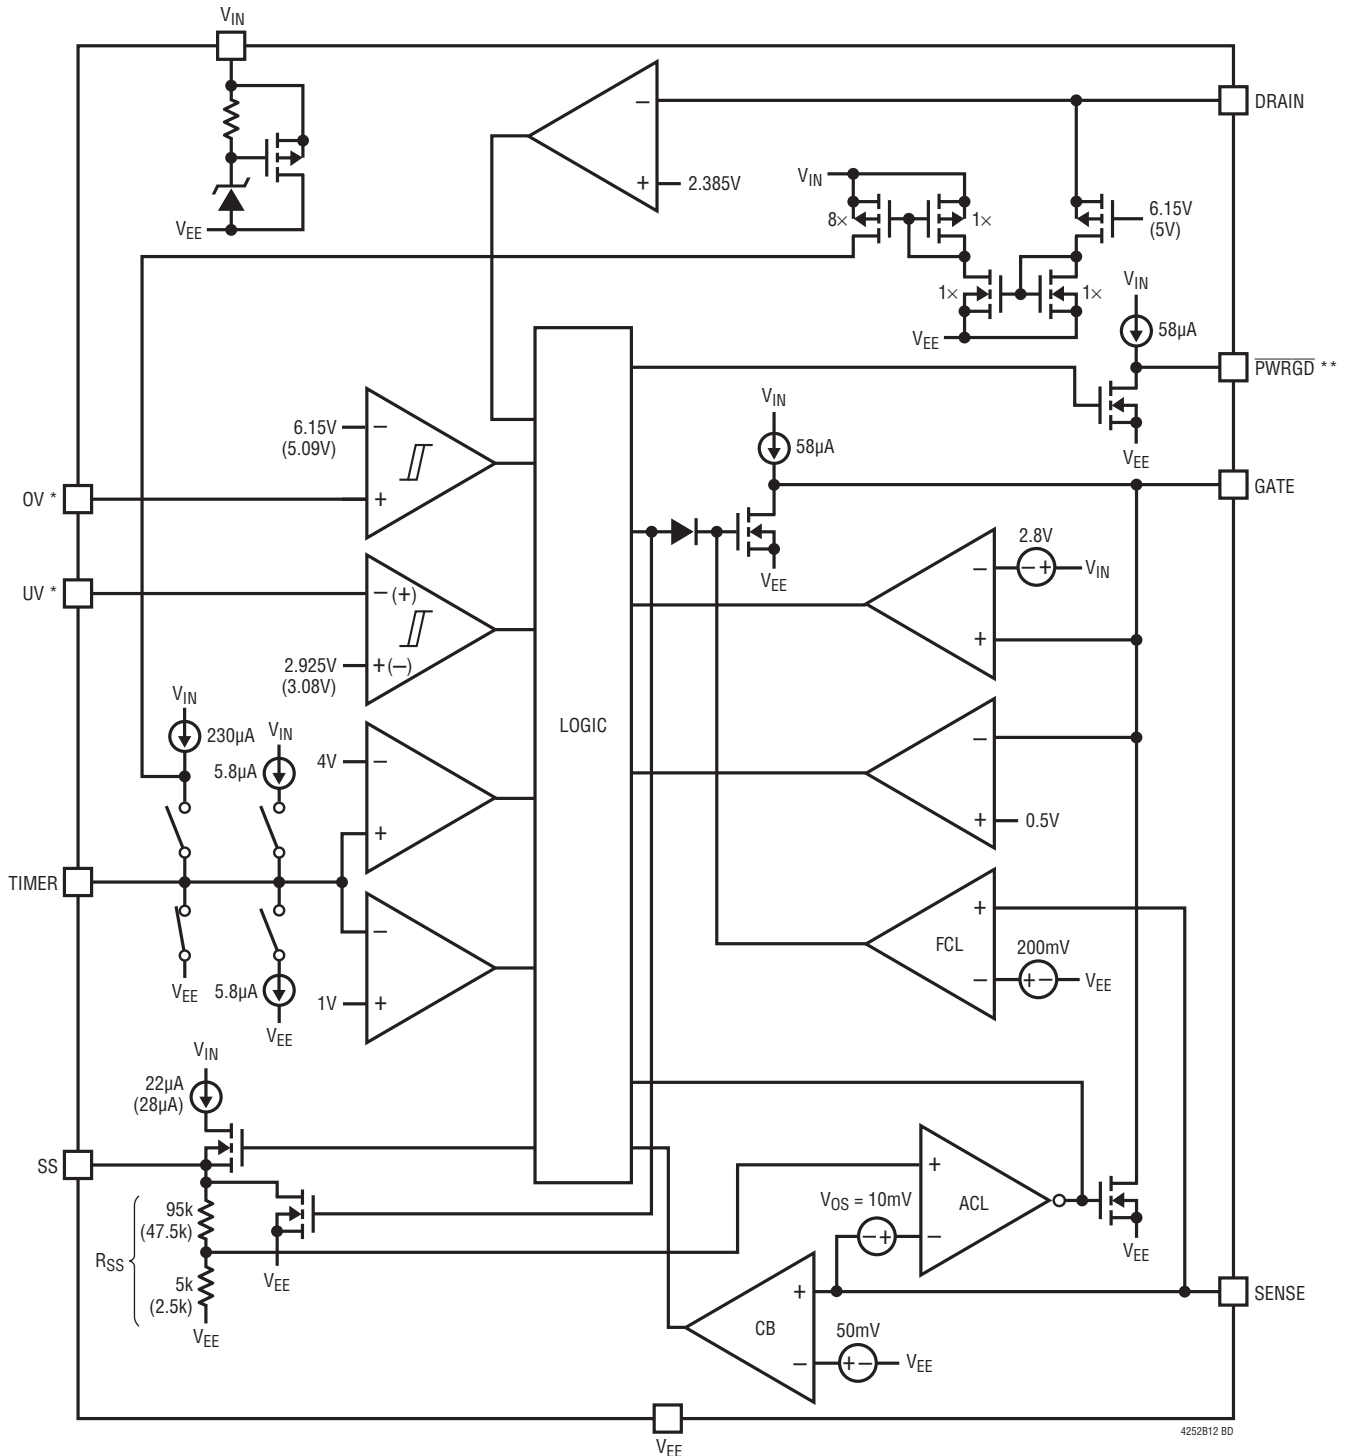 VIN
DRAIN
−
+
2.385V
VIN
8×
1×
6.15V
(5V)
VEE
1×
1×
VIN
58µA
VEE
PWRGD **
VEE
6.15V
(5.09V)
−
+
OV *
VIN
58µA
GATE
VEE
UV *
− (+)
2.925V
(3.08V)
+ (−)
2.8V
− +
VIN
−
+
LOGIC
VIN
230µA
VIN
5.8µA
4V
−
+
−
+
0.5V
TIMER
−
1V
+
VEE
5.8µA
VEE
+
FCL
−
200mV
+ −
VEE
VIN
22µA
(28µA)
SS
95k
(47.5k)
RSS
5k
(2.5k)
VEE
VEE
VOS = 10mV
− +
+
ACL
−
VEE
SENSE
+
CB
−
50mV
+ −
VEE
VEE
4252B12 BD